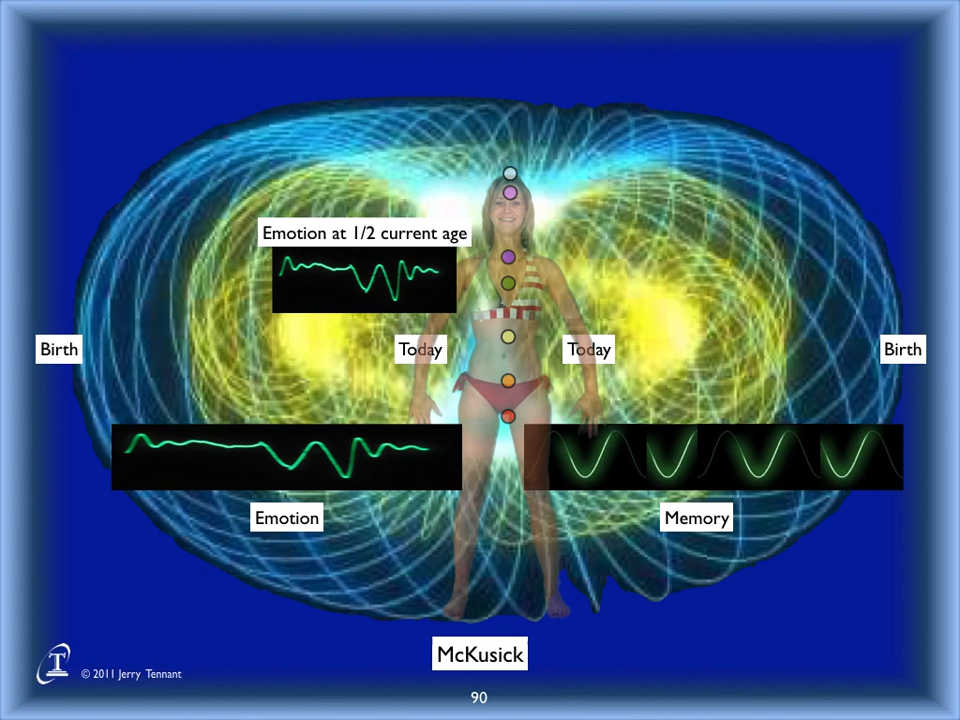 Emotion at 1/2 current age
Birth
Today
Today
Birth
Emotion
Memory
McKusick
T
© 2011 Jerry Tennant
90